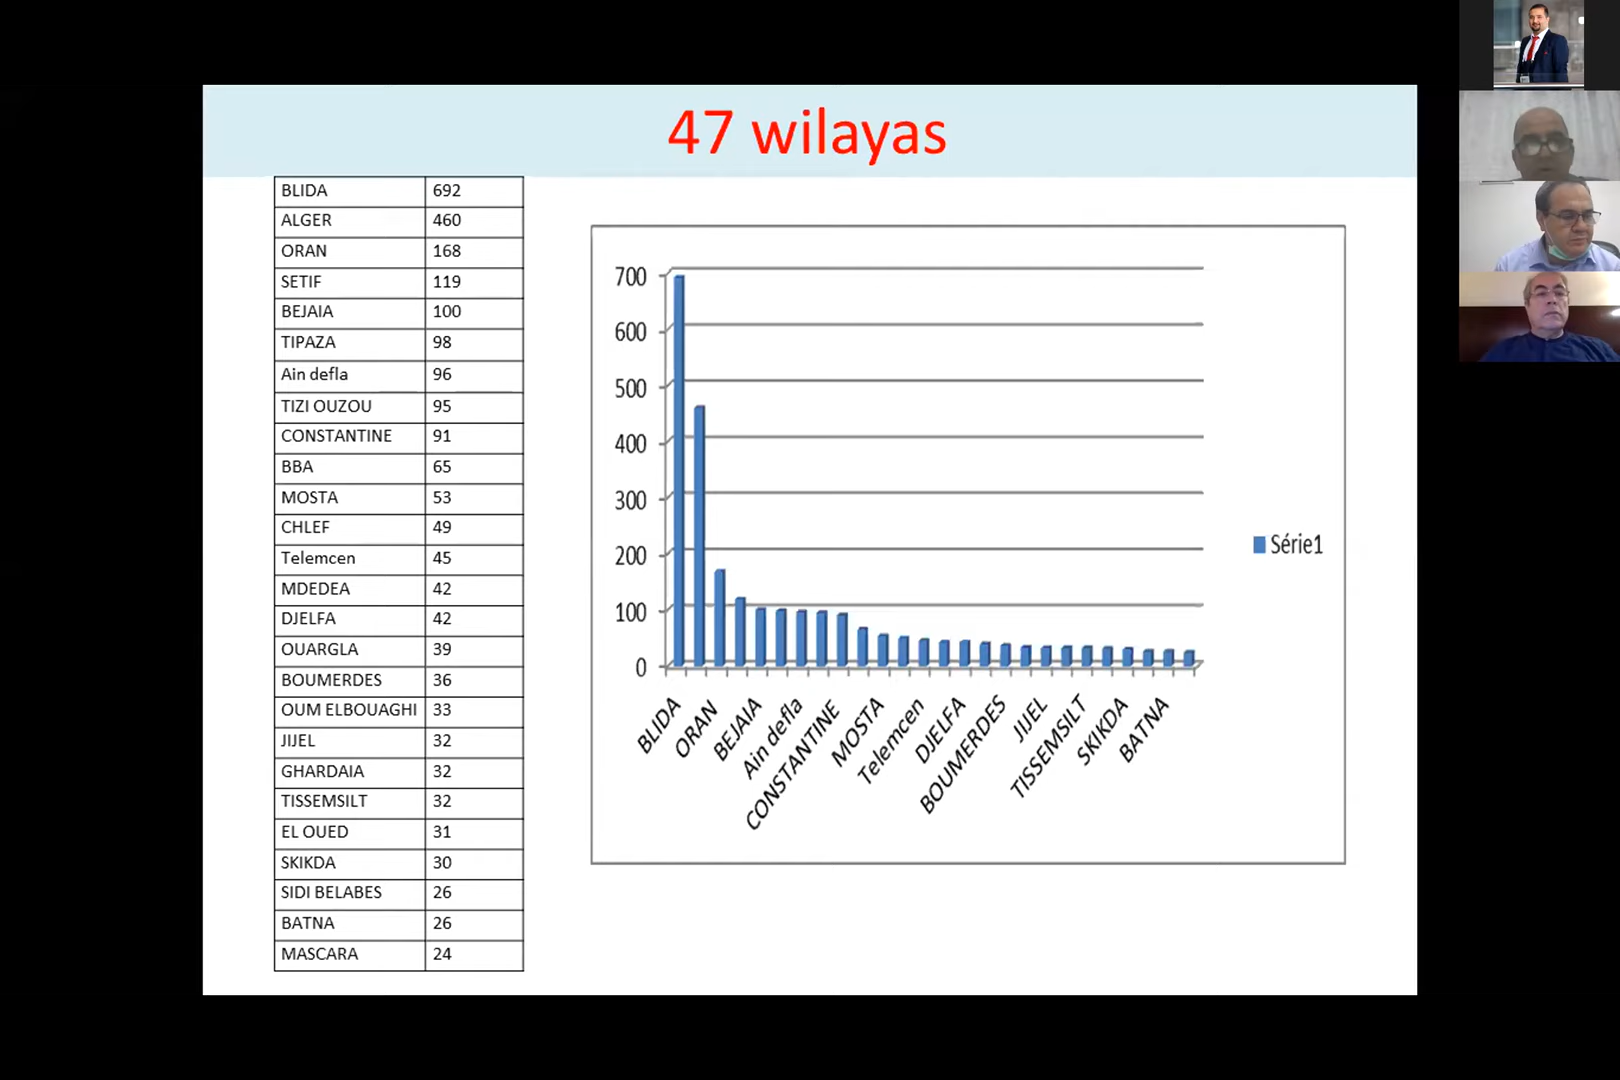 47 wilayas
BLIDA 692
ALGER 460
ORAN 168
SETIF 119
BEJAIA 100
TIPAZA 98
Ain defla 96
TIZI OUZOU 95
CONSTANTINE 91
BBA 65
MOSTA 53
CHLEF 49
Telemcen 45
MDEDEA 42
DJELFA 42
OUARGLA 39
BOUMERDES 36
OUM ELBOUAGHI 33
JIJEL 32
GHARDAIA 32
TISSEMSILT 32
EL OUED 31
SKIKDA 30
SIDI BELABES 26
BATNA 26
MASCARA 24
700
600
500
400
300
200
100
0
BLIDA
ORAN
BEJAIA
Ain defla
CONSTANTINE
MOSTA
Telemcen
DJELFA
BOUMERDES
JIJEL
TISSEMSILT
SKIKDA
BATNA
Série1